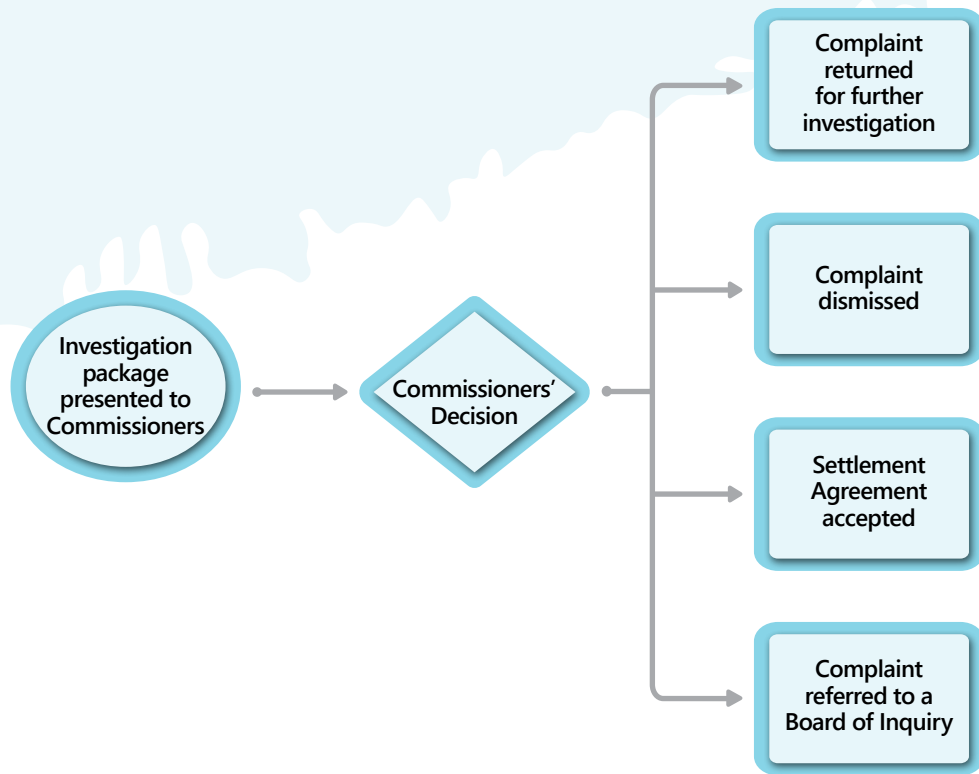 Investigation
package
presented to
Commissioners
Commissioners’
Decision
Complaint
returned
for further
investigation
Complaint
dismissed
Settlement
Agreement
accepted
Complaint
referred to a
Board of Inquiry